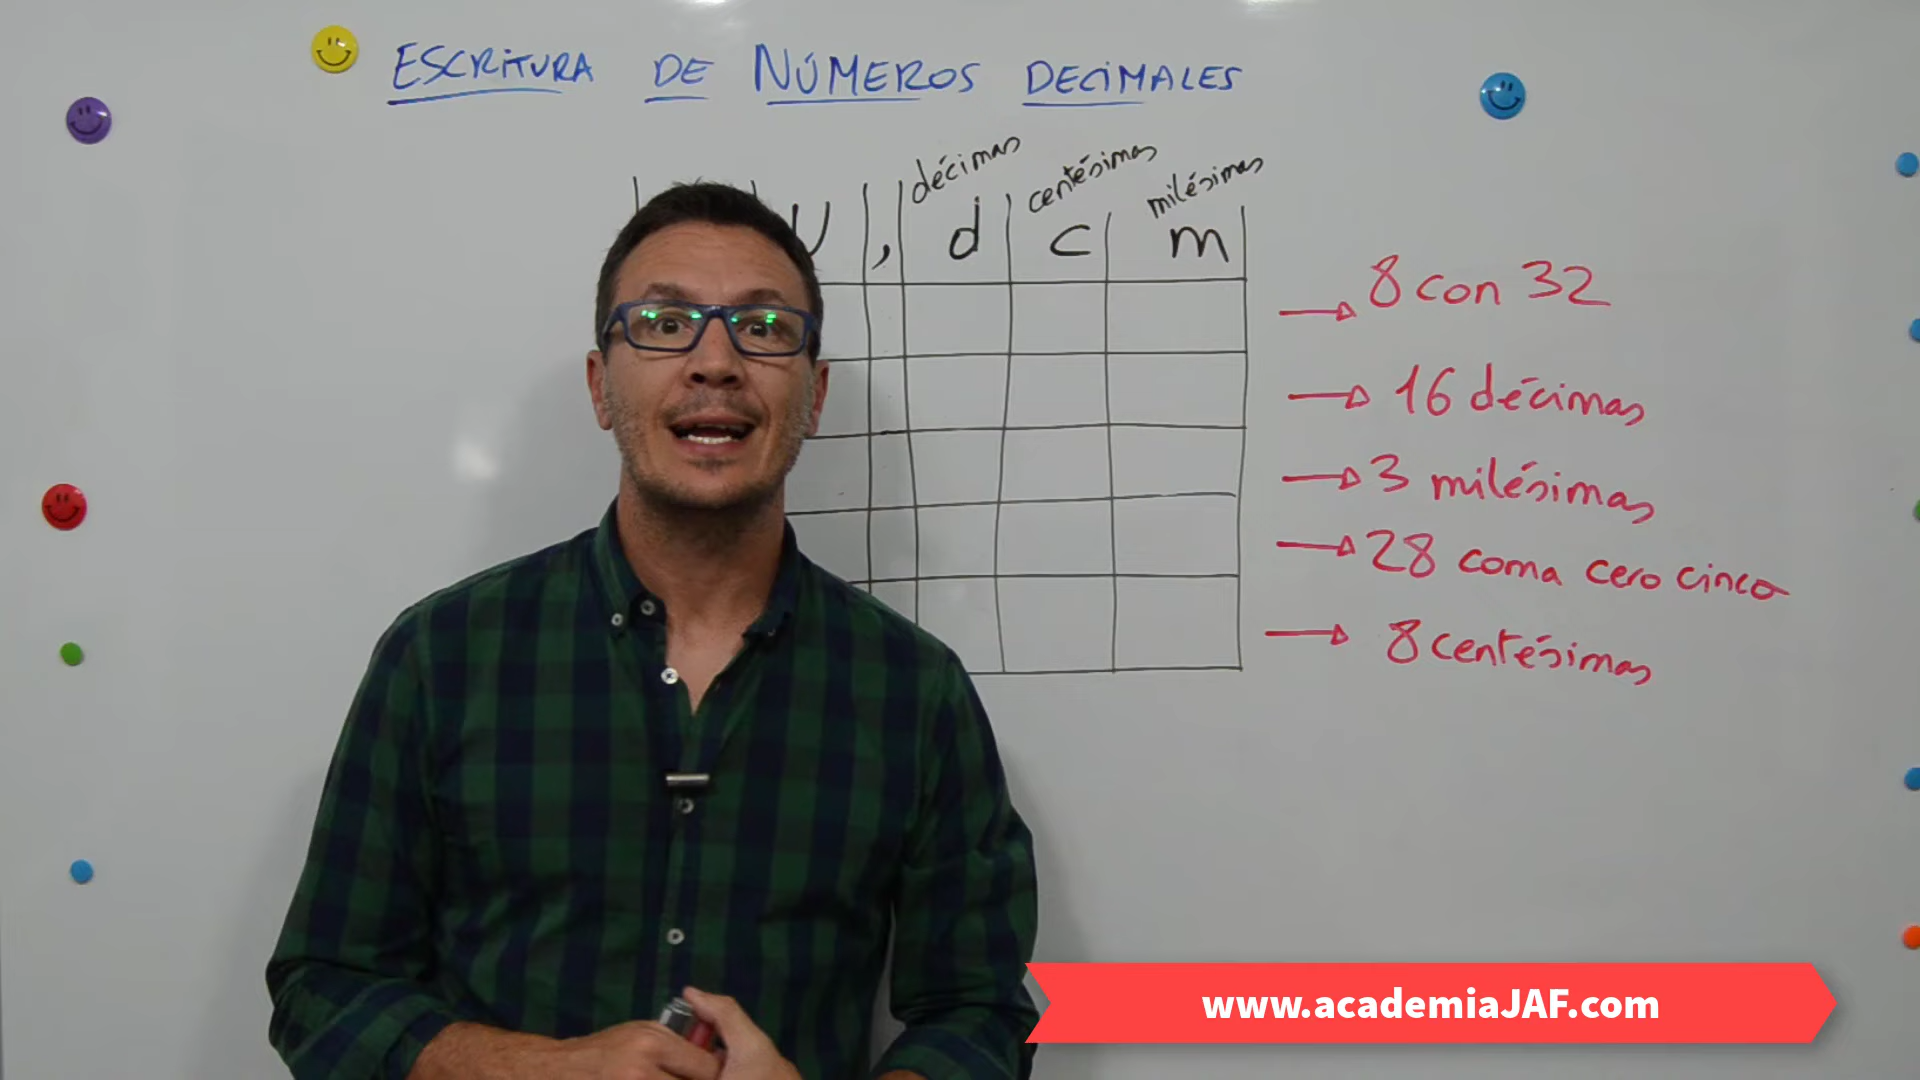 ESCRITURA DE NÚMEROS DECIMALES
décimas centésimas milésimas
U , d c m
8 con 32
16 décimas
3 milésimas
28 coma cero cinco
8 centésimas
www.academiaJAF.com